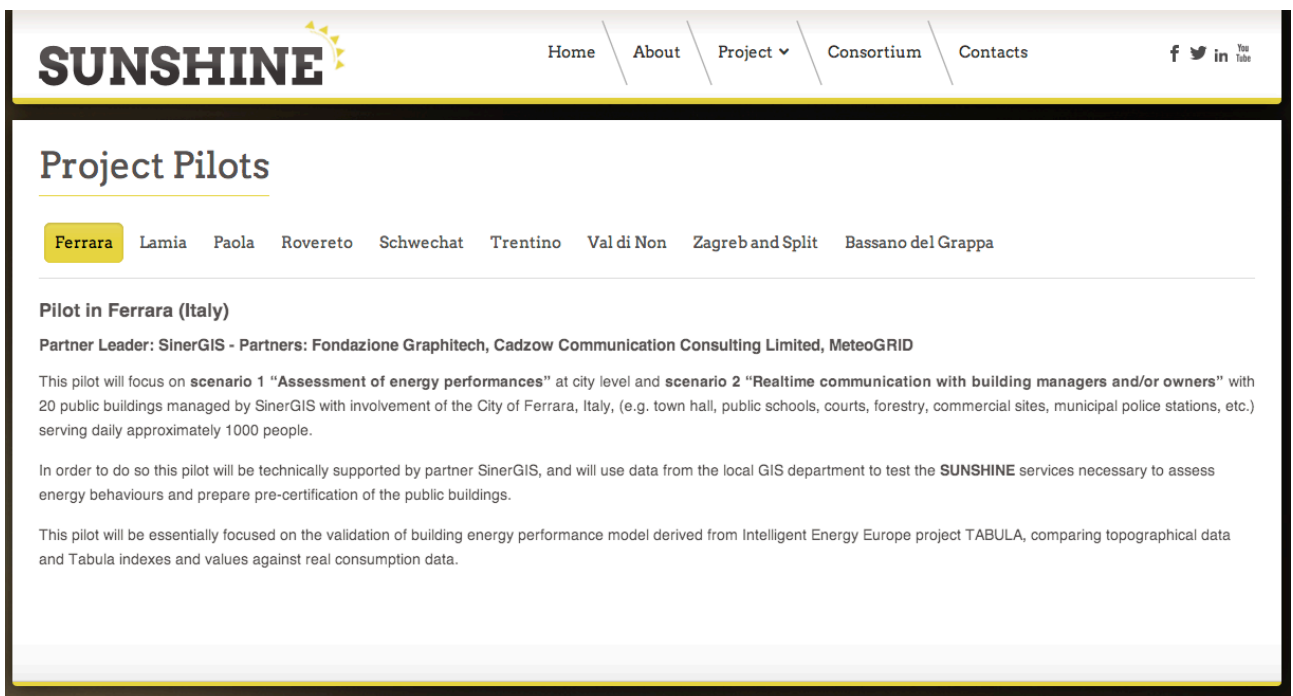 SUNSHINE
Home About Project Consortium Contacts
f in You Tube
Project Pilots
Ferrara Lamia Paola Rovereto Schwechat Trentino Val di Non Zagreb and Split Bassano del Grappa
Pilot in Ferrara (Italy)
Partner Leader: SinerGIS - Partners: Fondazione Graphitech, Cadzow Communication Consulting Limited, MeteoGRID
This pilot will focus on scenario 1 “Assessment of energy performances” at city level and scenario 2 “Realtime communication with building managers and/or owners” with
20 public buildings managed by SinerGIS with involvement of the City of Ferrara, Italy, (e.g. town hall, public schools, courts, forestry, commercial sites, municipal police stations, etc.)
serving daily approximately 1000 people.
In order to do so this pilot will be technically supported by partner SinerGIS, and will use data from the local GIS department to test the SUNSHINE services necessary to assess
energy behaviours and prepare pre-certification of the public buildings.
This pilot will be essentially focused on the validation of building energy performance model derived from Intelligent Energy Europe project TABULA, comparing topographical data
and Tabula indexes and values against real consumption data.